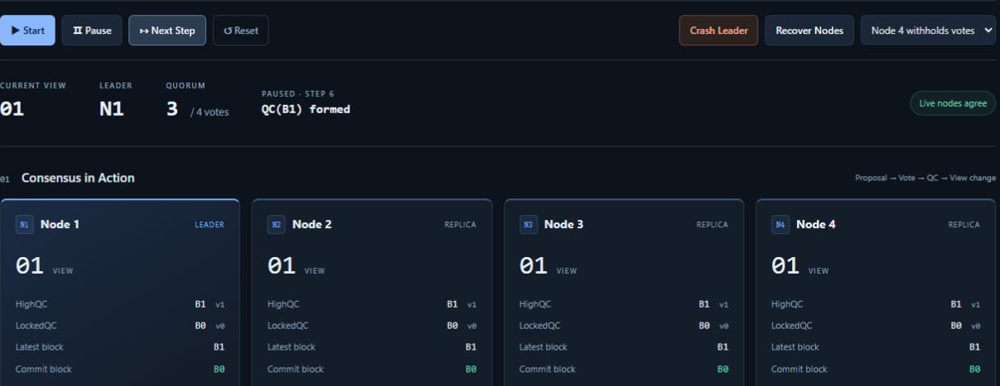 ▶ Start ⏸ Pause ↦ Next Step ↺ Reset Crash Leader Recover Nodes Node 4 withholds votes
CURRENT VIEW LEADER QUORUM
PAUSED · STEP 6
01 N1 3 / 4 votes QC(B1) formed Live nodes agree
01 Consensus in Action Proposal → Vote → QC → View change
N1 Node 1 LEADER
01 VIEW
HighQC B1 v1
LockedQC B0 v0
Latest block B1
Commit block B0
N2 Node 2 REPLICA
01 VIEW
HighQC B1 v1
LockedQC B0 v0
Latest block B1
Commit block B0
N3 Node 3 REPLICA
01 VIEW
HighQC B1 v1
LockedQC B0 v0
Latest block B1
Commit block B0
N4 Node 4 REPLICA
01 VIEW
HighQC B1 v1
LockedQC B0 v0
Latest block B1
Commit block B0